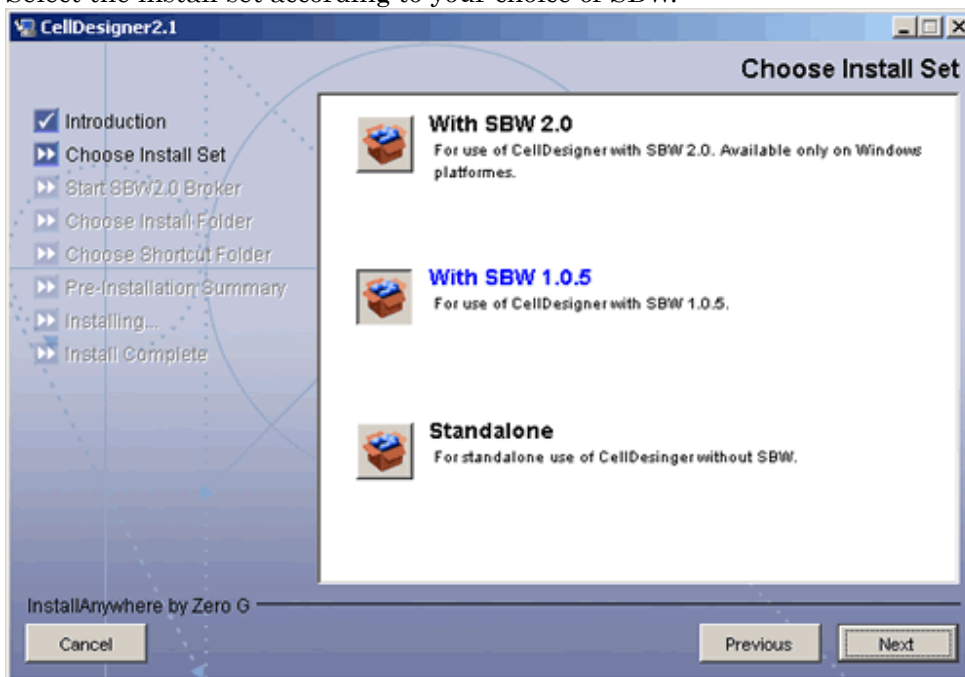 Select the install set according to your choice of SBW.
CellDesigner2.1
Choose Install Set
Introduction
Choose Install Set
Start SBW2.0 Broker
Choose Install Folder
Choose Shortcut Folder
Pre-Installation Summary
Installing...
Install Complete
With SBW 2.0
For use of CellDesigner with SBW 2.0. Available only on Windows
platformes.
With SBW 1.0.5
For use of CellDesigner with SBW 1.0.5.
Standalone
For standalone use of CellDesinger without SBW.
InstallAnywhere by Zero G
Cancel
Previous
Next